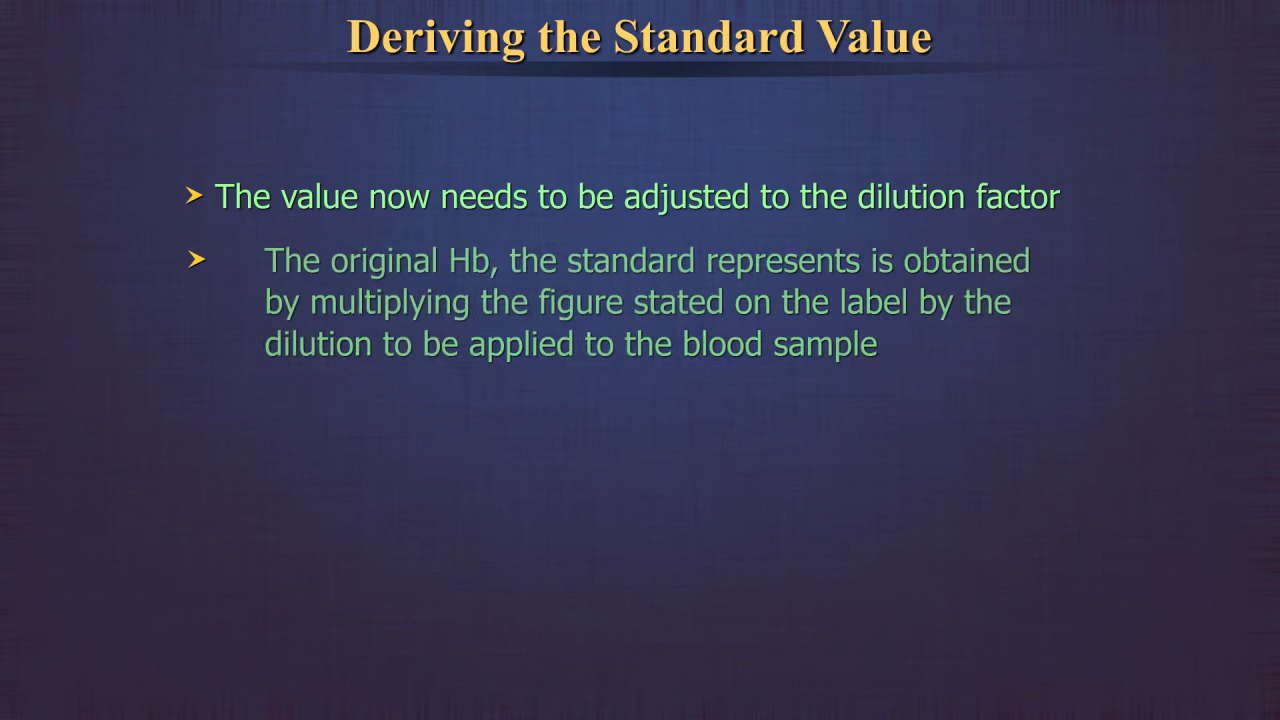 Deriving the Standard Value
➤ The value now needs to be adjusted to the dilution factor
➤ The original Hb, the standard represents is obtained
by multiplying the figure stated on the label by the
dilution to be applied to the blood sample